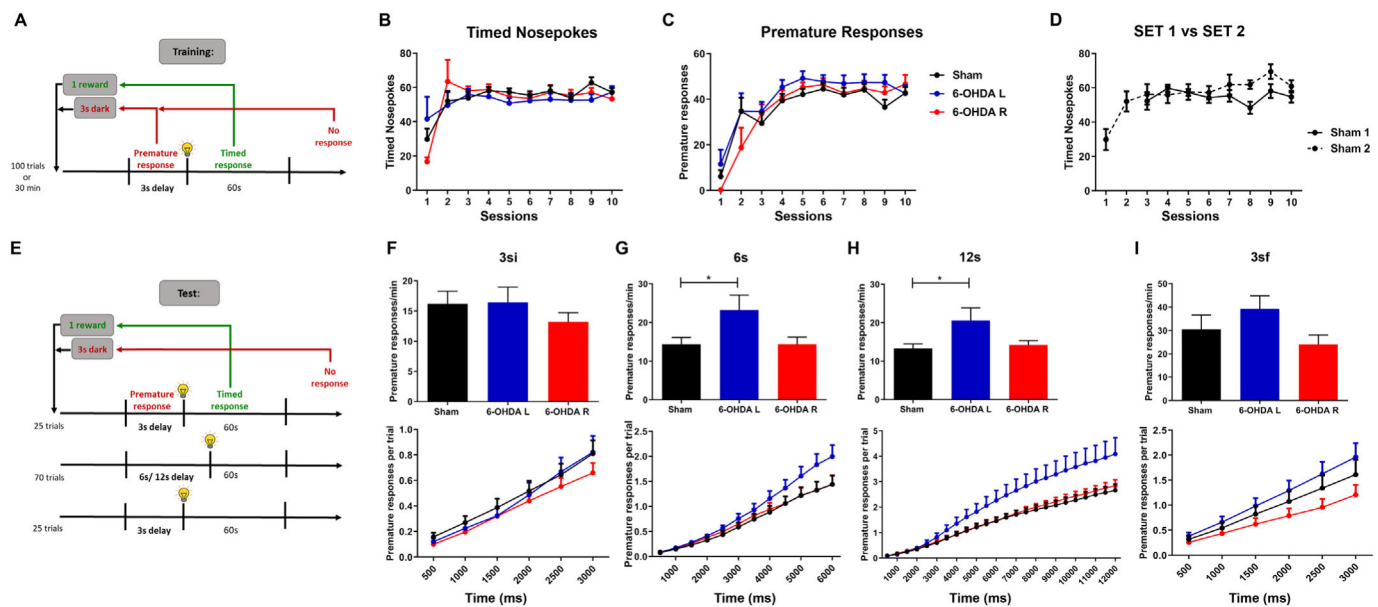 A
Training:
1 reward
3s dark
Premature
response
Timed
response
No
response
100 trials
or
30 min
3s delay
60s
B
Timed Nosepokes
Timed Nosepokes
80
60
40
20
0
1 2 3 4 5 6 7 8 9 10
Sessions
C
Premature Responses
Premature responses
60
40
20
0
1 2 3 4 5 6 7 8 9 10
Sessions
Sham
6-OHDA L
6-OHDA R
D
SET 1 vs SET 2
Timed Nosepokes
80
60
40
20
0
1 2 3 4 5 6 7 8 9 10
Sessions
Sham 1
Sham 2
E
Test:
1 reward
3s dark
No
response
Premature
response
Timed
response
25 trials
3s delay
60s
70 trials
6s/ 12s delay
60s
25 trials
3s delay
60s
F
3si
Premature responses/min
20
15
10
5
0
Sham 6-OHDA L 6-OHDA R
Premature responses per trial
1.0
0.8
0.6
0.4
0.2
0.0
500 1000 1500 2000 2500 3000
Time (ms)
G
6s
Premature responses/min
30
20
10
0
*
Sham 6-OHDA L 6-OHDA R
Premature responses per trial
2.5
2.0
1.5
1.0
0.5
0.0
1000 2000 3000 4000 5000 6000
Time (ms)
H
12s
Premature responses/min
30
20
10
0
*
Sham 6-OHDA L 6-OHDA R
Premature responses per trial
5
4
3
2
1
0
1000 2000 3000 4000 5000 6000 7000 8000 9000 10000 11000 12000
Time (ms)
I
3sf
Premature responses/min
50
40
30
20
10
0
Sham 6-OHDA L 6-OHDA R
Premature responses per trial
2.5
2.0
1.5
1.0
0.5
0.0
500 1000 1500 2000 2500 3000
Time (ms)